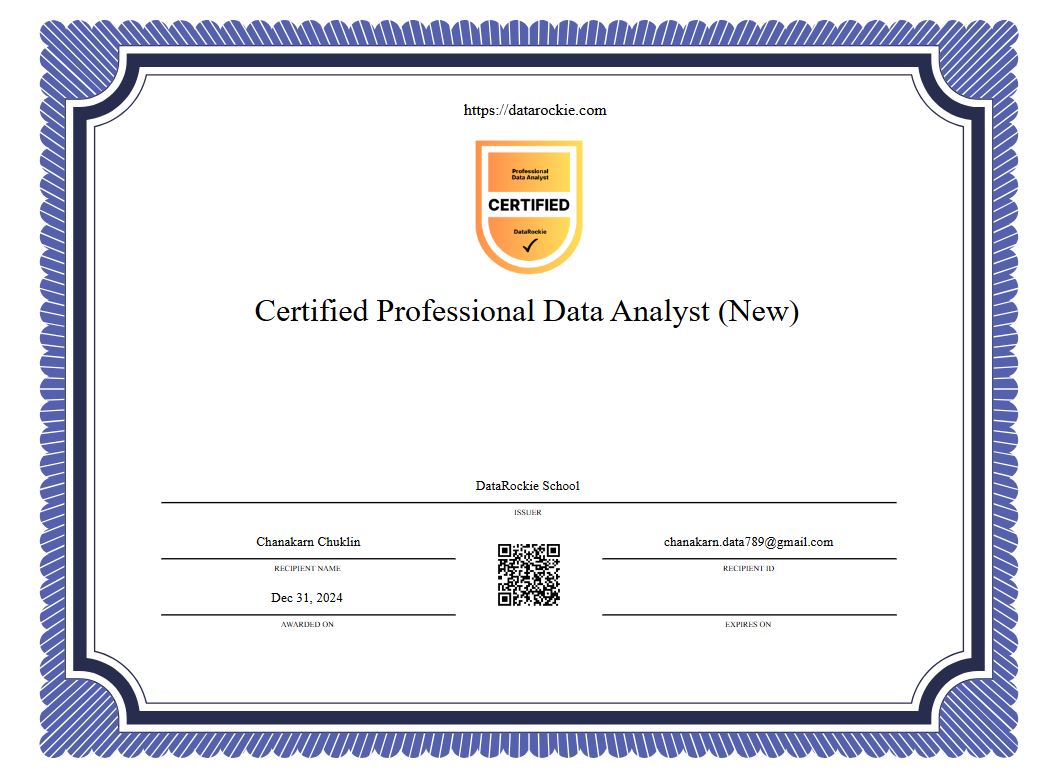 https://datarockie.com
Professional
Data Analyst
CERTIFIED
DataRockie
Certified Professional Data Analyst (New)
DataRockie School
ISSUER
Chanakarn Chuklin
RECIPIENT NAME
chanakarn.data789@gmail.com
RECIPIENT ID
Dec 31, 2024
AWARDED ON
EXPIRES ON